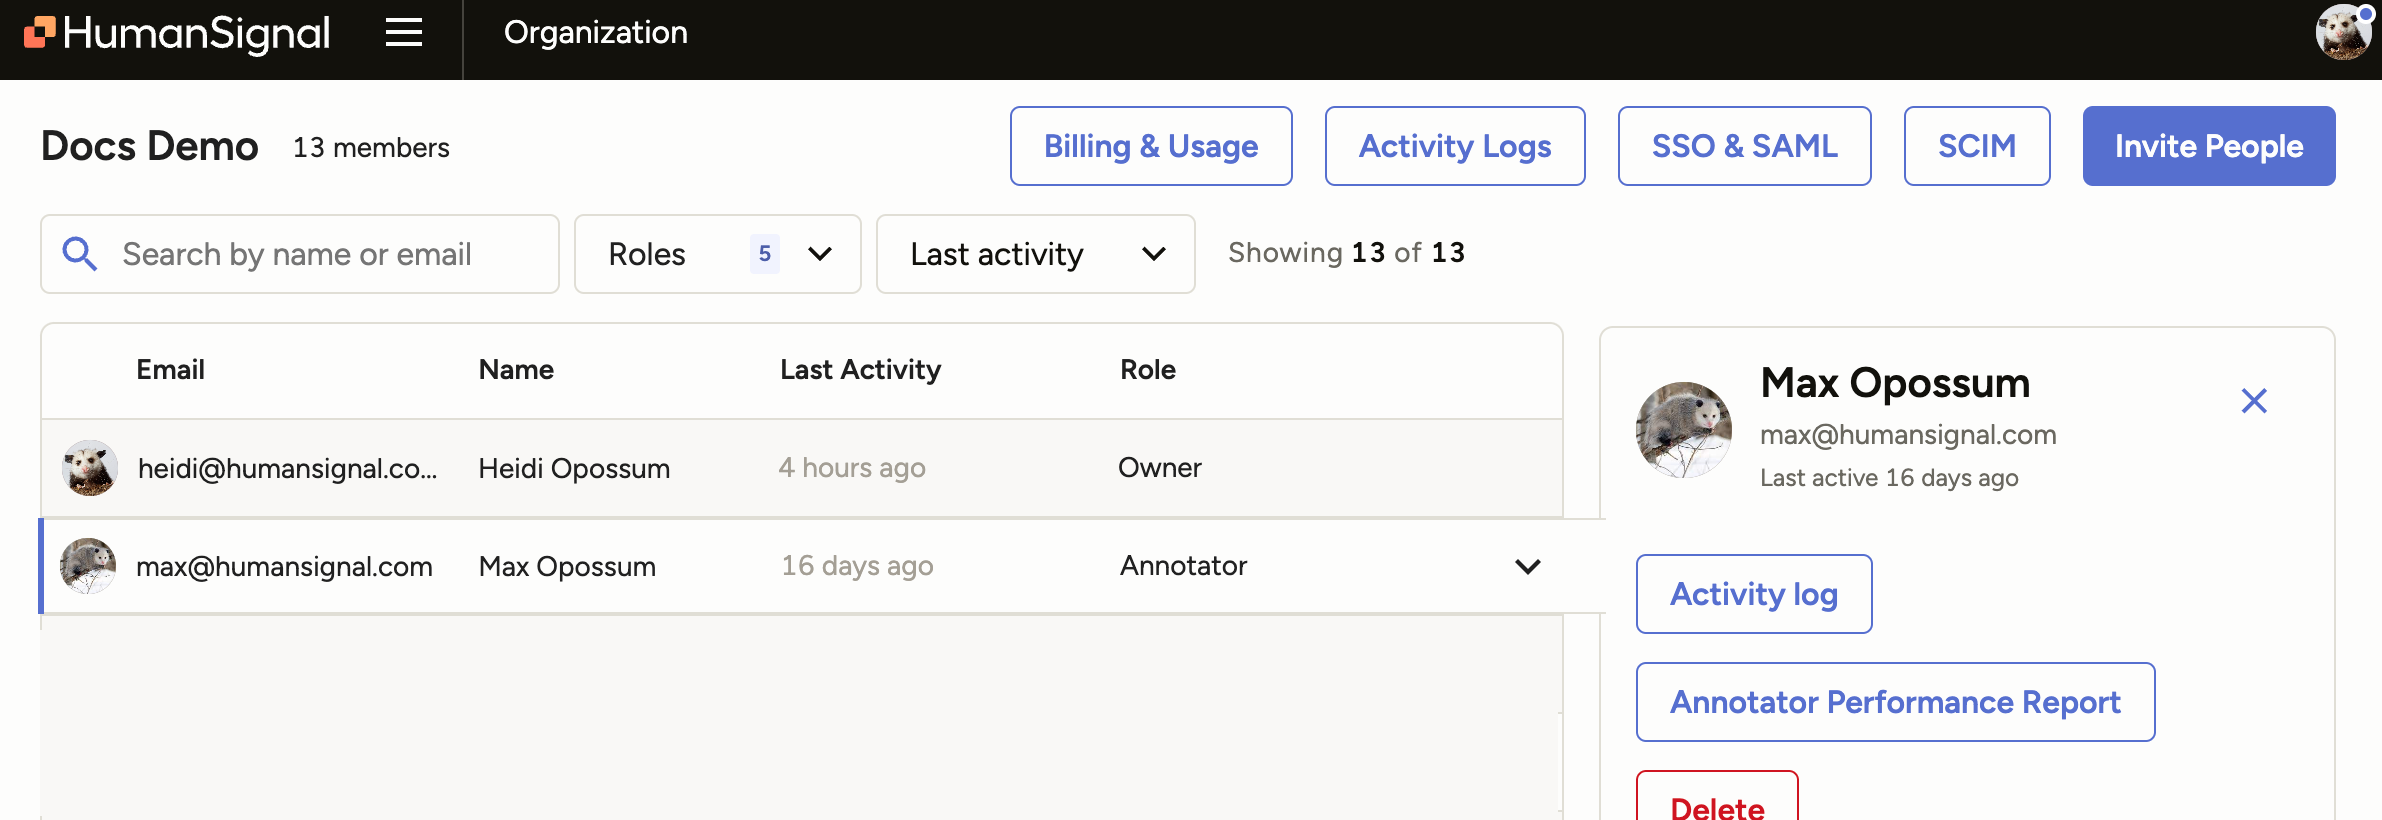 HumanSignal Organization
Docs Demo 13 members Billing & Usage Activity Logs SSO & SAML SCIM Invite People
Search by name or email Roles 5 Last activity Showing 13 of 13
Email Name Last Activity Role
heidi@humansignal.co... Heidi Opossum 4 hours ago Owner
max@humansignal.com Max Opossum 16 days ago Annotator
Max Opossum
max@humansignal.com
Last active 16 days ago
Activity log
Annotator Performance Report
Delete